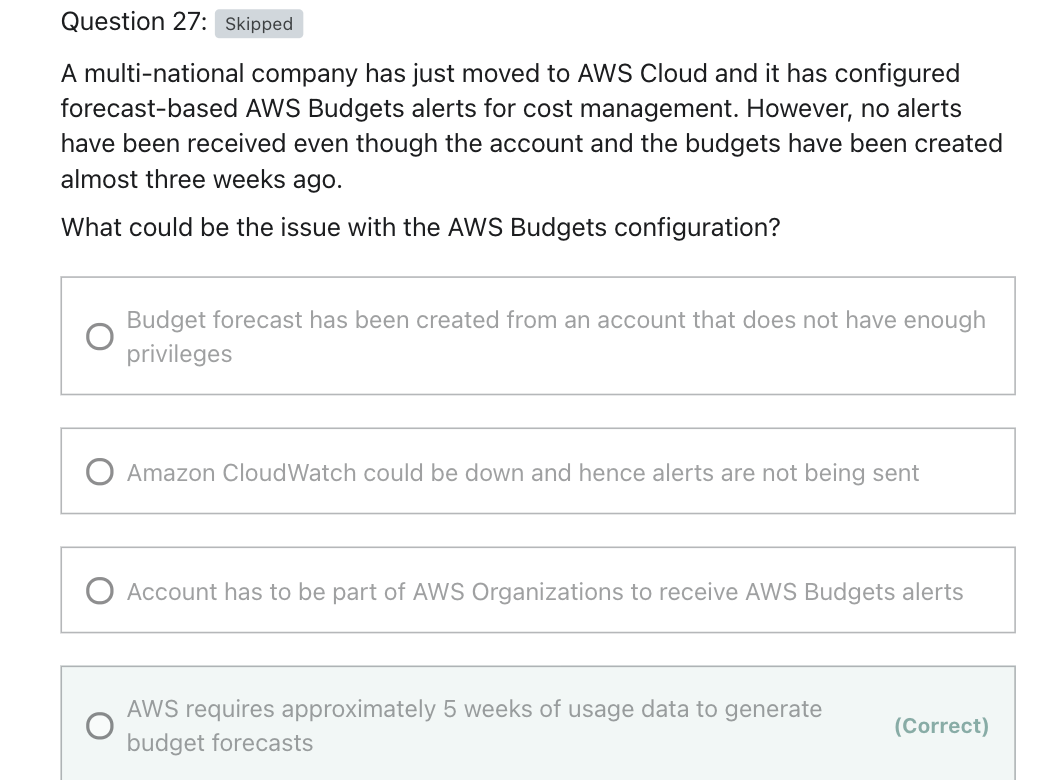 Question 27: Skipped
A multi-national company has just moved to AWS Cloud and it has configured
forecast-based AWS Budgets alerts for cost management. However, no alerts
have been received even though the account and the budgets have been created
almost three weeks ago.
What could be the issue with the AWS Budgets configuration?
Budget forecast has been created from an account that does not have enough
privileges
Amazon CloudWatch could be down and hence alerts are not being sent
Account has to be part of AWS Organizations to receive AWS Budgets alerts
AWS requires approximately 5 weeks of usage data to generate
budget forecasts
(Correct)